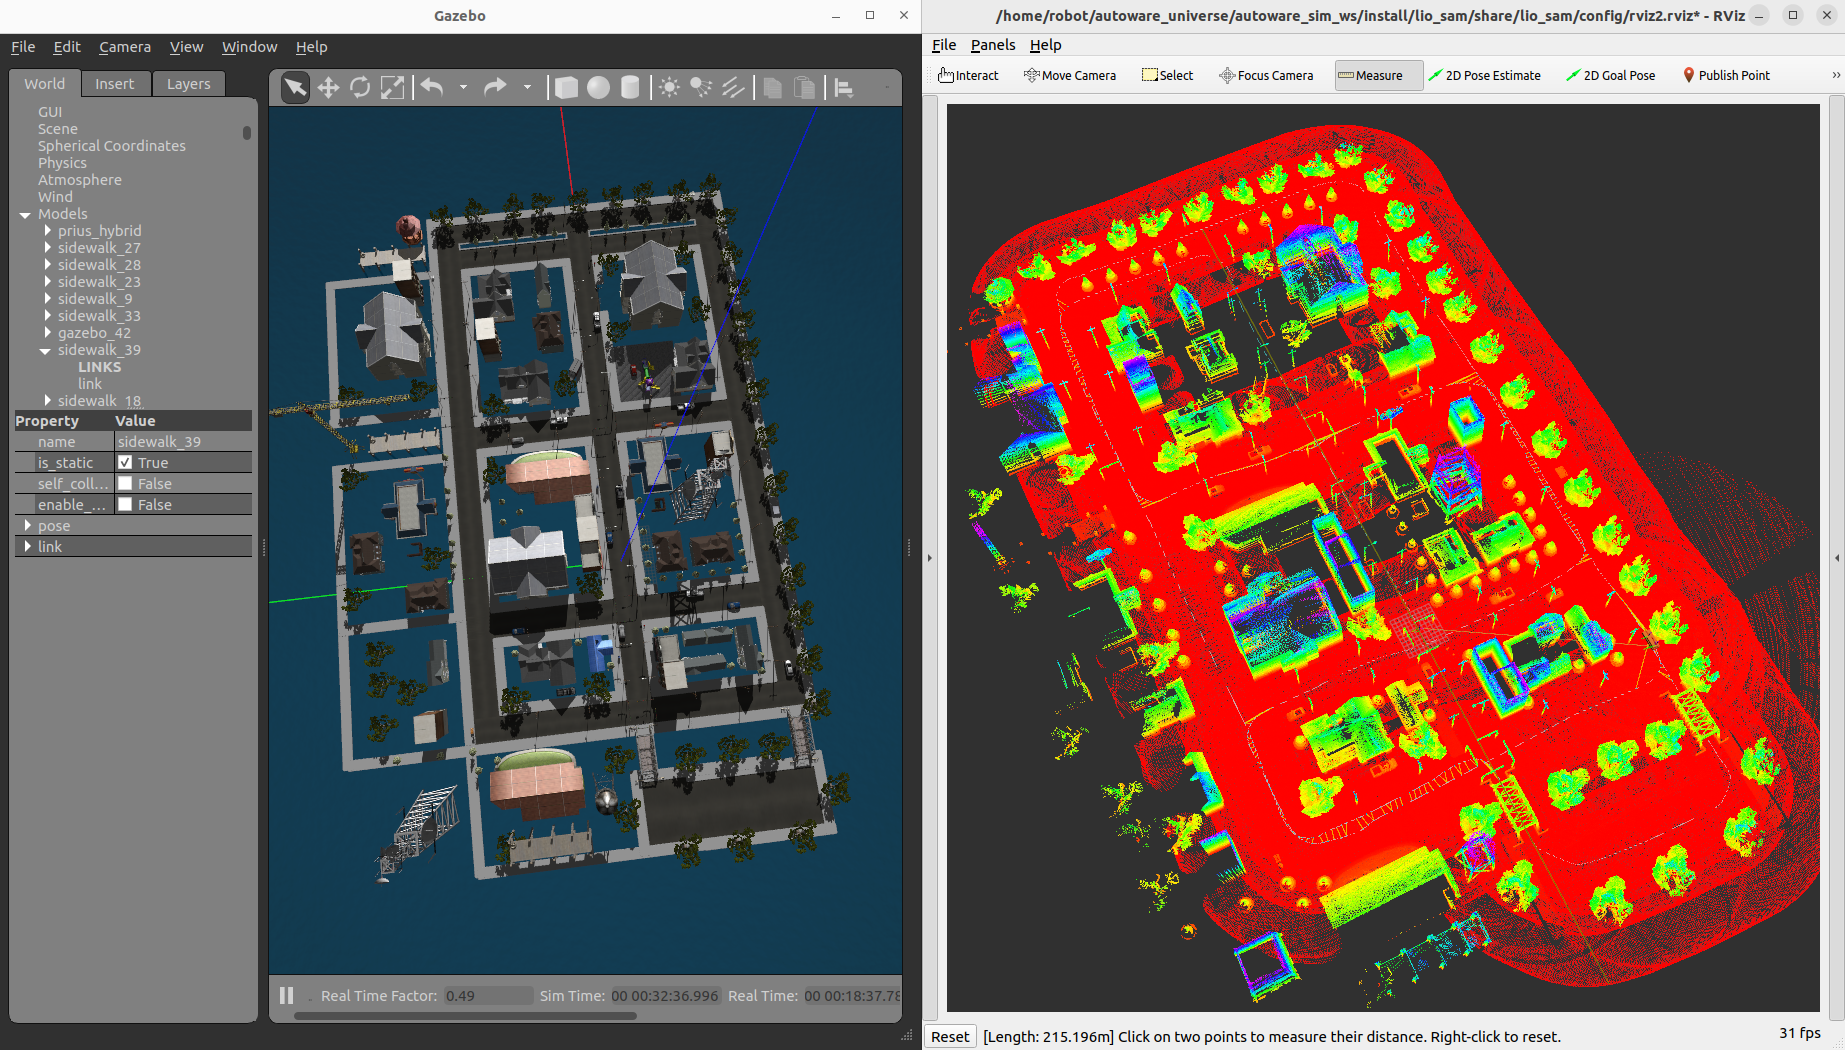 Gazebo
File Edit Camera View Window Help
World Insert Layers
GUI
Scene
Spherical Coordinates
Physics
Atmosphere
Wind
Models
prius_hybrid
sidewalk_27
sidewalk_28
sidewalk_23
sidewalk_9
sidewalk_33
gazebo_42
sidewalk_39
LINKS
link
sidewalk_18
Property Value
name sidewalk_39
is_static True
self_coll... False
enable_... False
pose
link
Real Time Factor: 0.49 Sim Time: 00 00:32:36.996 Real Time: 00 00:18:37.78
/home/robot/autoware_universe/autoware_sim_ws/install/lio_sam/share/lio_sam/config/rviz2.rviz* - RViz
File Panels Help
Interact Move Camera Select Focus Camera Measure 2D Pose Estimate 2D Goal Pose Publish Point »
Reset [Length: 215.196m] Click on two points to measure their distance. Right-click to reset. 31 fps